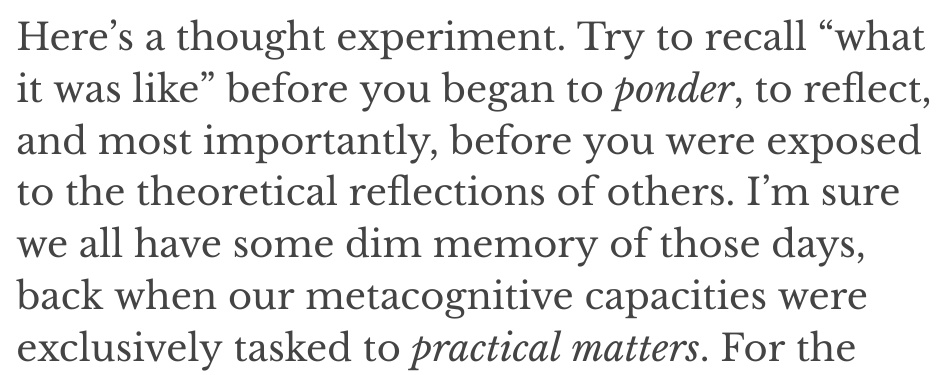 Here’s a thought experiment. Try to recall “what
it was like” before you began to ponder, to reflect,
and most importantly, before you were exposed
to the theoretical reflections of others. I’m sure
we all have some dim memory of those days,
back when our metacognitive capacities were
exclusively tasked to practical matters. For the